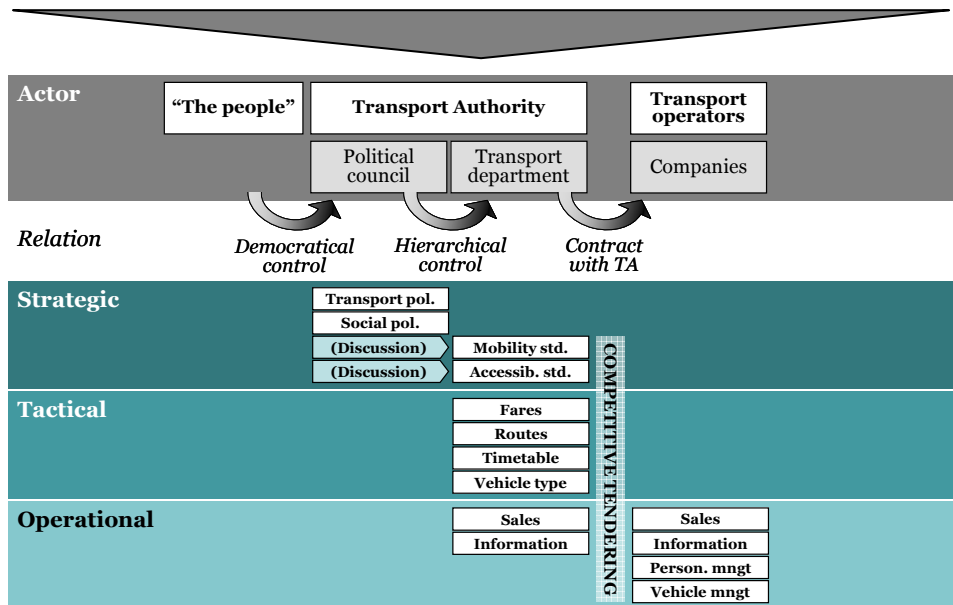 Actor
"The people"
Transport Authority
Transport
operators
Political
council
Transport
department
Companies
Relation
Democratical
control
Hierarchical
control
Contract
with TA
Strategic
Transport pol.
Social pol.
(Discussion)
Mobility std.
(Discussion)
Accessib. std.
COMPETITIVE TENDERING
Tactical
Fares
Routes
Timetable
Vehicle type
Operational
Sales
Information
Sales
Information
Person. mngt
Vehicle mngt